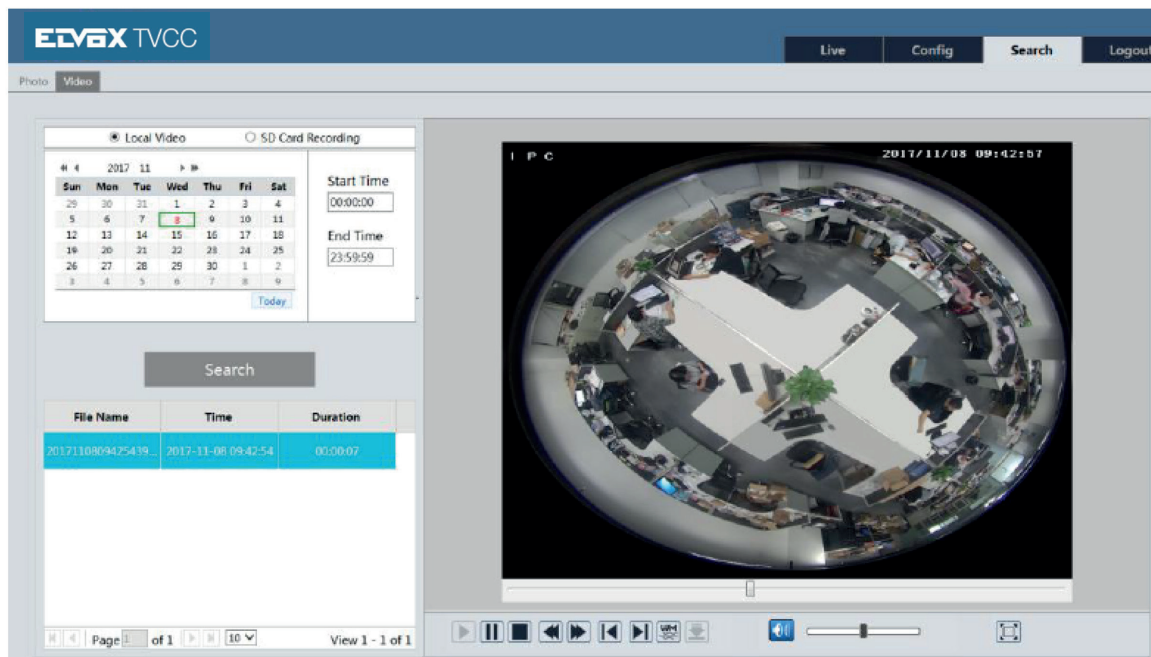 ELVOX TVCC
Live Config Search Logout
Photo Video
Local Video SD Card Recording
2017 11
Sun Mon Tue Wed Thu Fri Sat
29 30 31 1 2 3 4
5 6 7 8 9 10 11
12 13 14 15 16 17 18
19 20 21 22 23 24 25
26 27 28 29 30 1 2
3 4 5 6 7 8 9
Today
Start Time
00:00:00
End Time
23:59:59
Search
File Name Time Duration
2017110809425439... 2017-11-08 09:42:54 00:00:07
Page 1 of 1 10 View 1 - 1 of 1
IPC 2017/11/08 09:42:57
WM